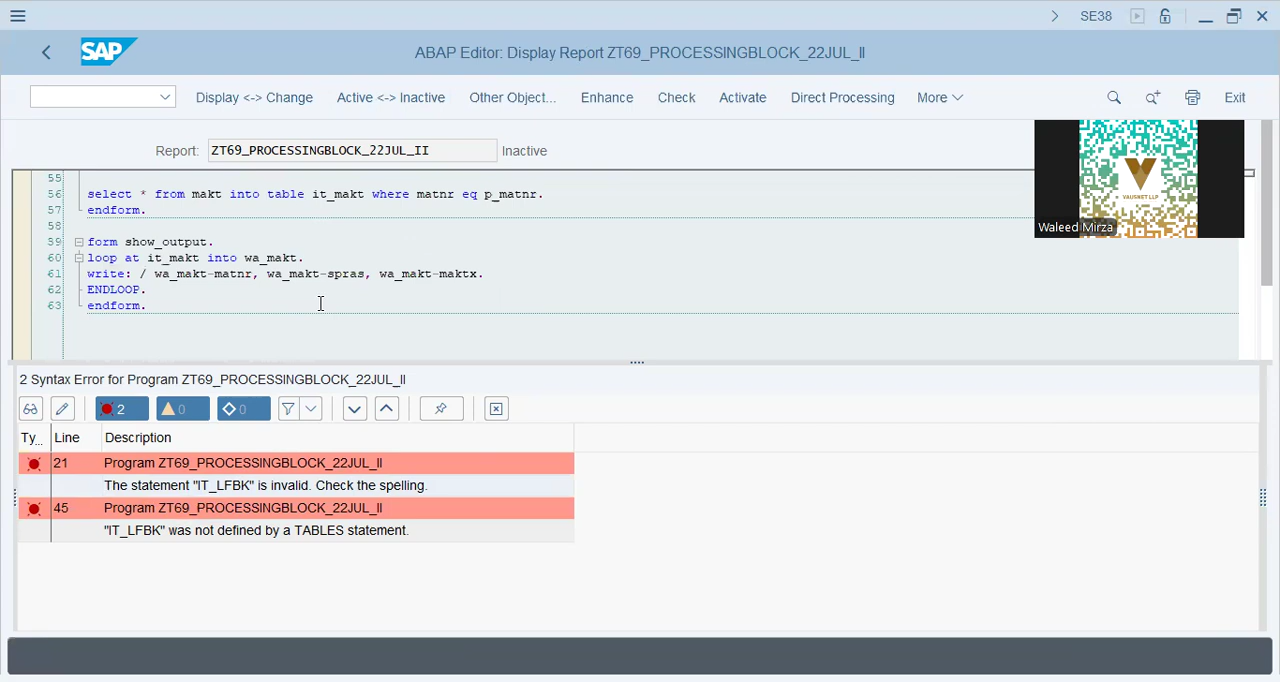 SE38
SAP
ABAP Editor: Display Report ZT69_PROCESSINGBLOCK_22JUL_II
Display <-> Change
Active <-> Inactive
Other Object...
Enhance
Check
Activate
Direct Processing
More
Exit
Report:
ZT69_PROCESSINGBLOCK_22JUL_II
Inactive
VAUSNET LLP
Waleed Mirza
55
56 select * from makt into table it_makt where matnr eq p_matnr.
57 endform.
58
59 form show_output.
60 loop at it_makt into wa_makt.
61 write: / wa_makt-matnr, wa_makt-spras, wa_makt-maktx.
62 ENDLOOP.
63 endform.
2 Syntax Error for Program ZT69_PROCESSINGBLOCK_22JUL_II
2
0
0
Ty... Line Description
21 Program ZT69_PROCESSINGBLOCK_22JUL_II
The statement "IT_LFBK" is invalid. Check the spelling.
45 Program ZT69_PROCESSINGBLOCK_22JUL_II
"IT_LFBK" was not defined by a TABLES statement.